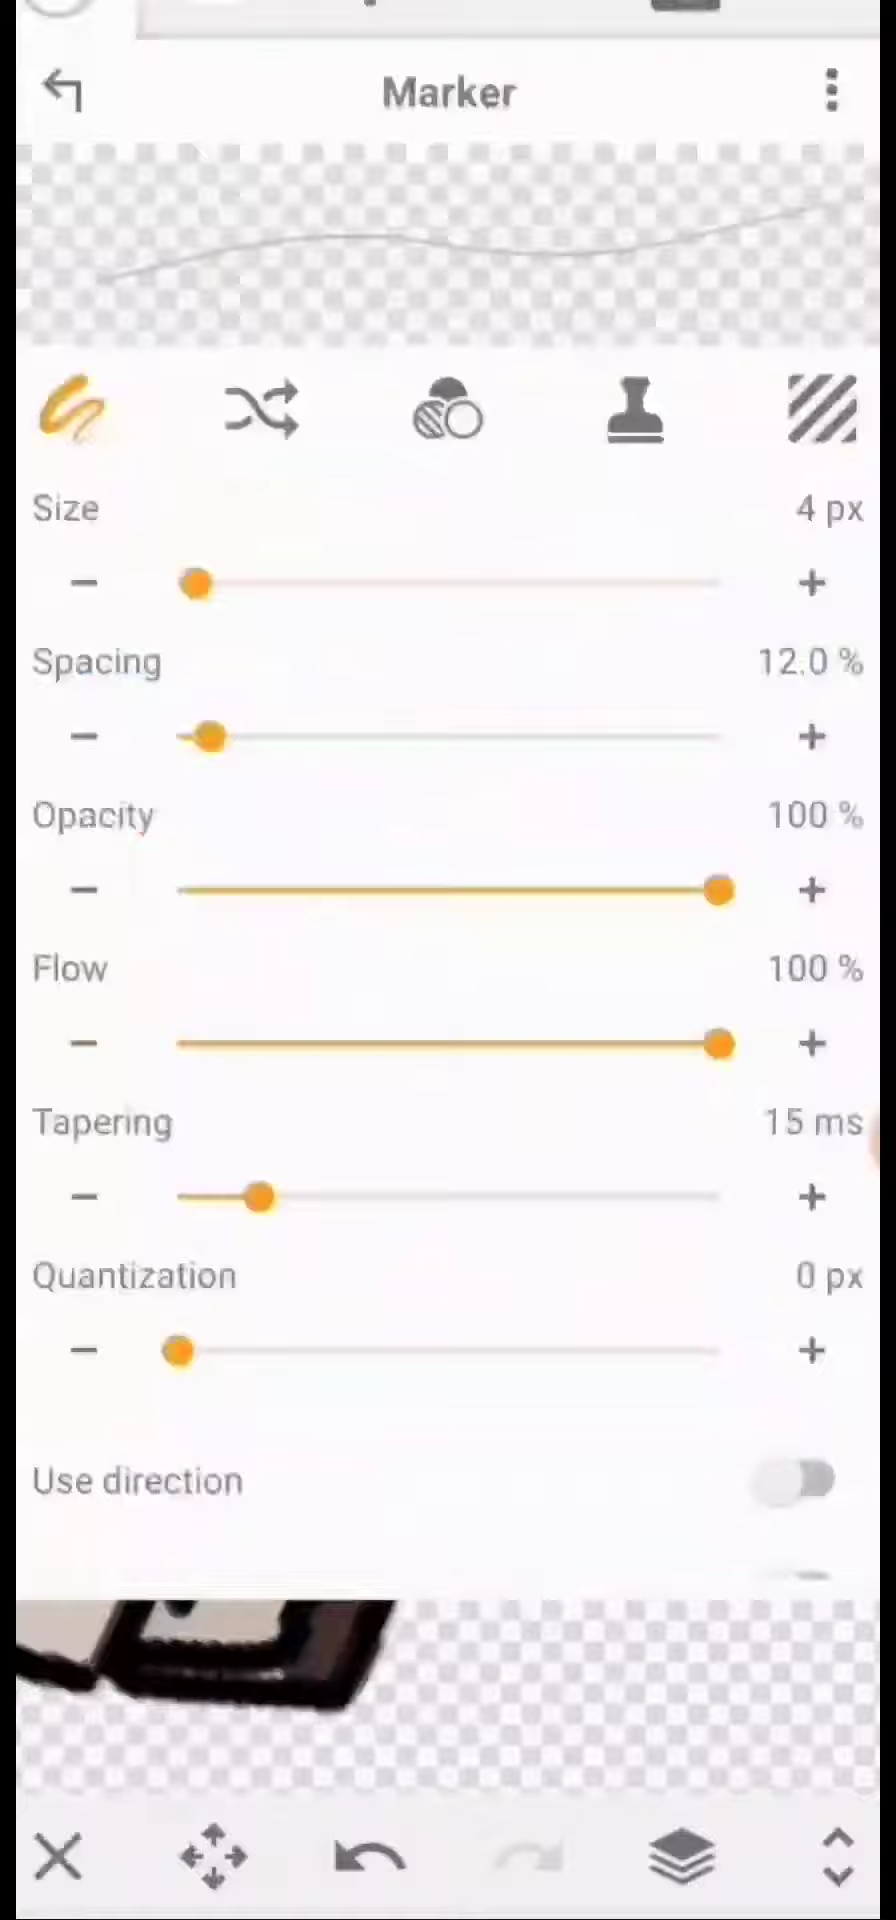 Marker
Size 4 px
Spacing 12.0 %
Opacity 100 %
Flow 100 %
Tapering 15 ms
Quantization 0 px
Use direction